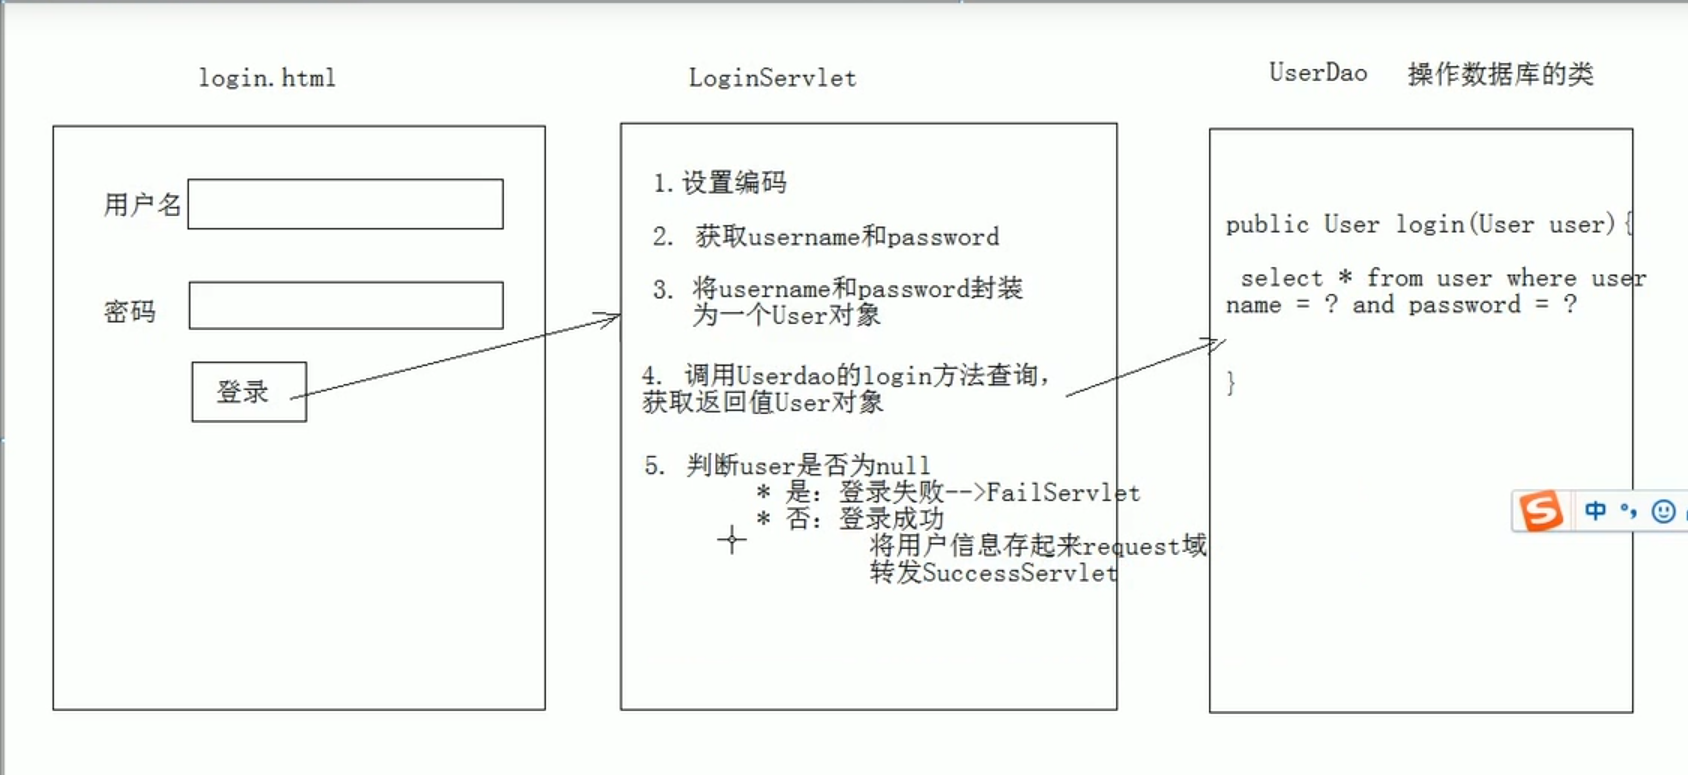 login.html
用户名
密码
登录
LoginServlet
1.设置编码
2. 获取username和password
3. 将username和password封装
为一个User对象
4. 调用Userdao的login方法查询,
获取返回值User对象
5. 判断user是否为null
* 是：登录失败-->FailServlet
* 否：登录成功
将用户信息存起来request域
转发SuccessServlet
UserDao 操作数据库的类
public User login(User user){
select * from user where user
name = ? and password = ?
}
S 中